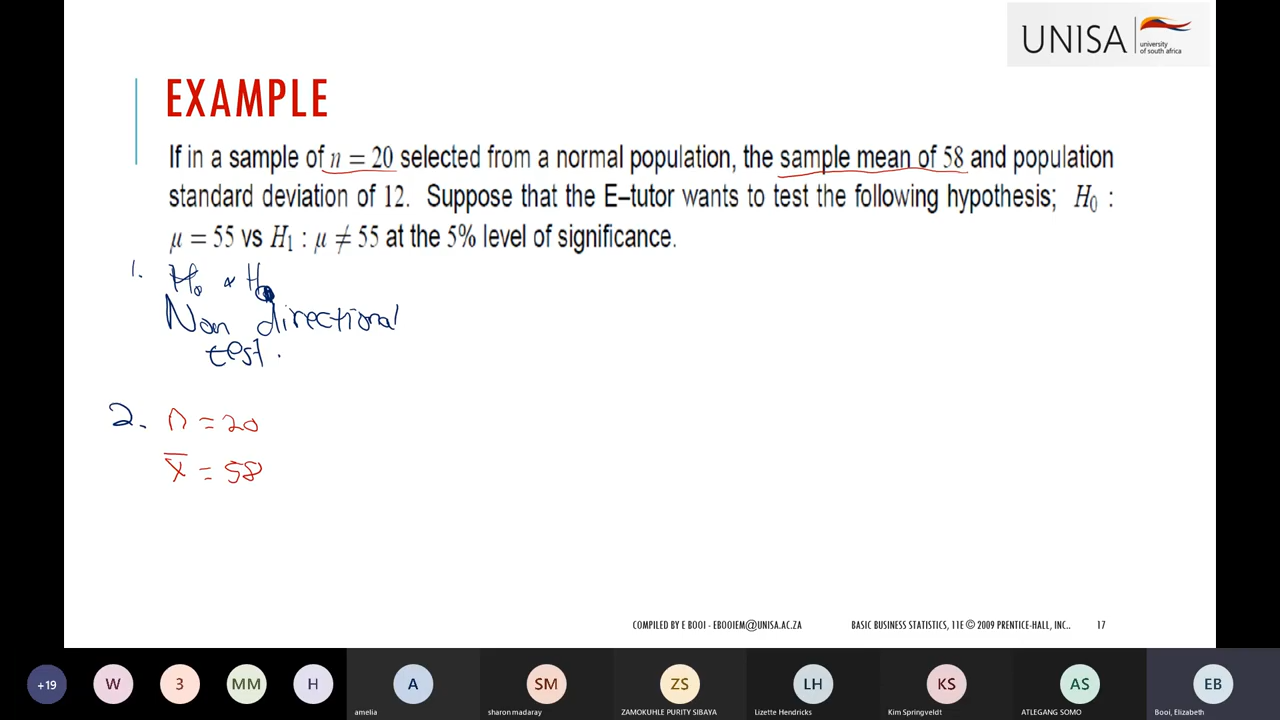 UNISA
university
of south africa
EXAMPLE
If in a sample of n = 20 selected from a normal population, the sample mean of 58 and population
standard deviation of 12. Suppose that the E–tutor wants to test the following hypothesis; H₀ :
μ = 55 vs H₁ : μ ≠ 55 at the 5% level of significance.
1. H₀ & H
Non directional
test.
2. n = 20
x̄ = 58
COMPILED BY E BOOI - EBOOIEM@UNISA.AC.ZA
BASIC BUSINESS STATISTICS, 11E © 2009 PRENTICE-HALL, INC..
17
+19
W
3
MM
H
A
SM
ZS
LH
KS
AS
EB
amelia
sharon madaray
ZAMOKUHLE PURITY SIBAYA
Lizette Hendricks
Kim Springveldt
ATLEGANG SOMO
Booi, Elizabeth